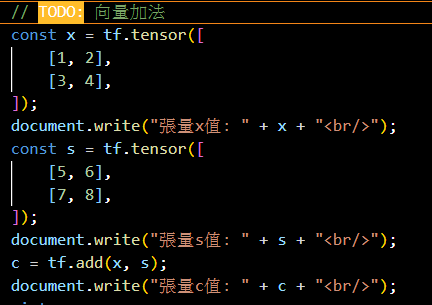 // TODO: 向量加法
const x = tf.tensor([
    [1, 2],
    [3, 4],
]);
document.write("張量x值: " + x + "<br/>");
const s = tf.tensor([
    [5, 6],
    [7, 8],
]);
document.write("張量s值: " + s + "<br/>");
c = tf.add(x, s);
document.write("張量c值: " + c + "<br/>");